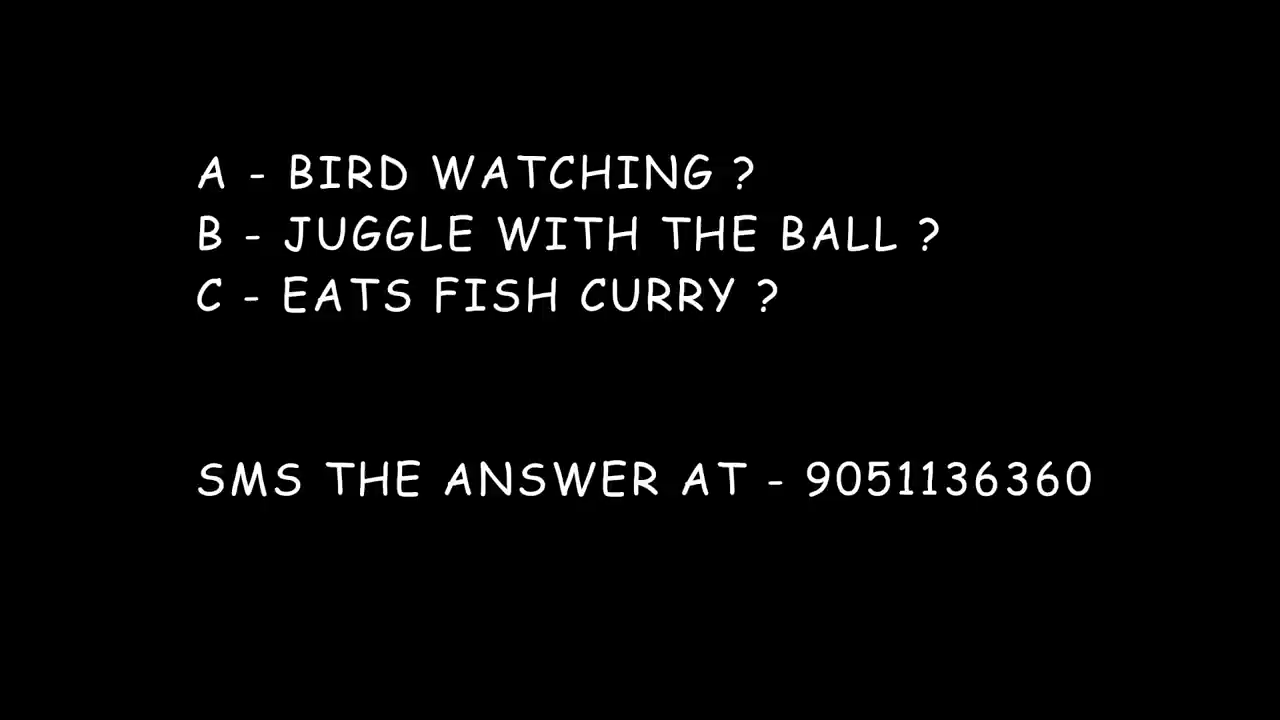 A - BIRD WATCHING ?
B - JUGGLE WITH THE BALL ?
C - EATS FISH CURRY ?
SMS THE ANSWER AT - 9051136360